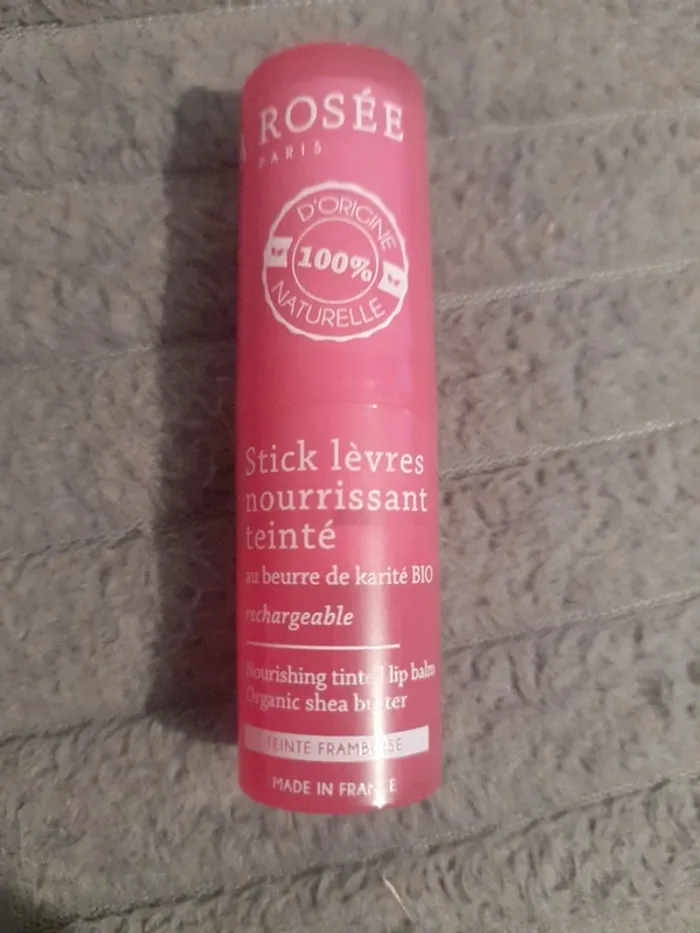 ROSÉE
PARIS
D'ORIGINE
100%
NATURELLE
Stick lèvres
nourrissant
teinté
au beurre de karité BIO
rechargeable
Nourishing tinted lip balm
Organic shea butter
TEINTE FRAMBOISE
MADE IN FRANCE